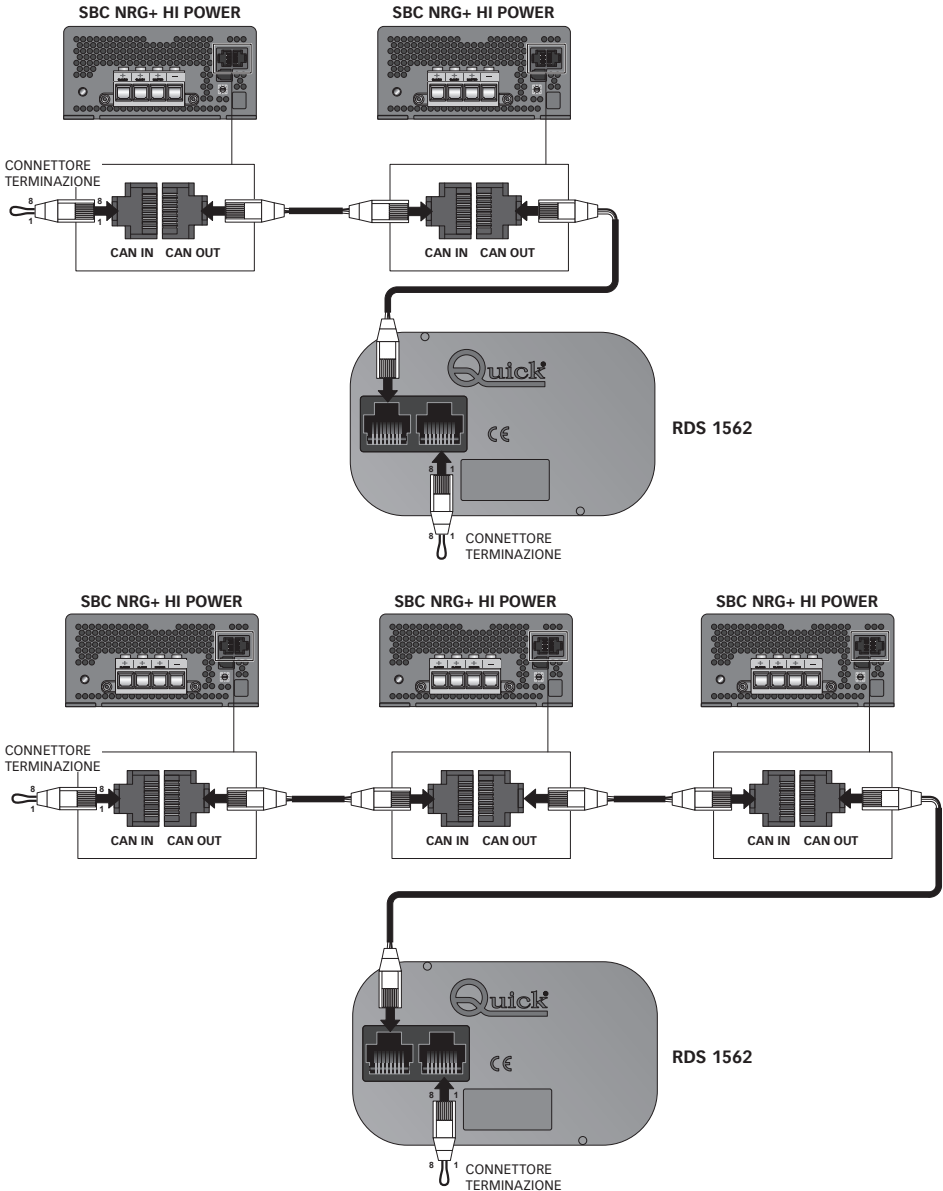 SBC NRG+ HI POWER SBC NRG+ HI POWER
CONNETTORE
TERMINAZIONE
8 8
1 1
CAN IN CAN OUT CAN IN CAN OUT
Quick®
RDS 1562
CE
8 1
8 1
CONNETTORE
TERMINAZIONE
SBC NRG+ HI POWER SBC NRG+ HI POWER SBC NRG+ HI POWER
CONNETTORE
TERMINAZIONE
8 8
1 1
CAN IN CAN OUT CAN IN CAN OUT CAN IN CAN OUT
Quick®
RDS 1562
CE
8 1
8 1
CONNETTORE
TERMINAZIONE